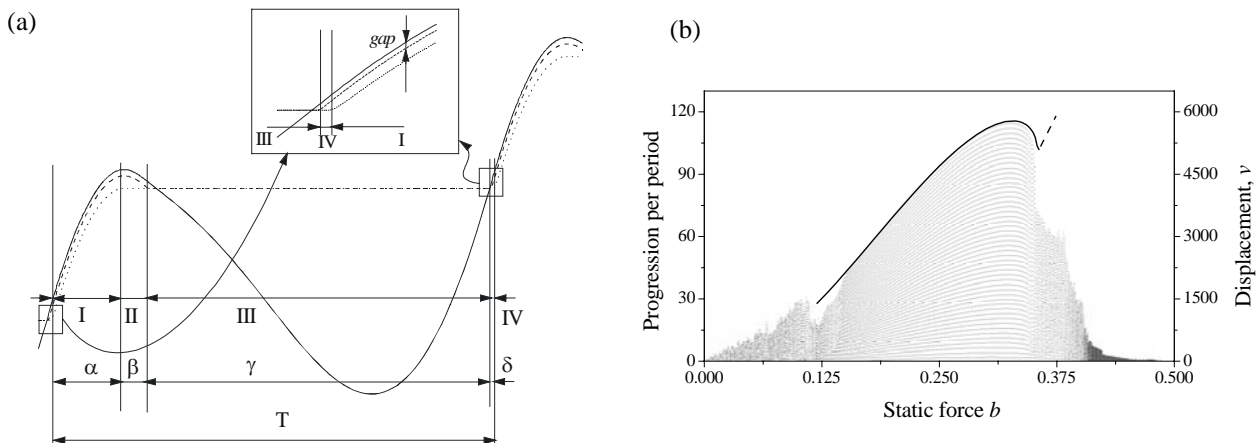 (a)
gap
III
IV
I
I
II
III
IV
α
β
γ
δ
T
(b)
Progression per period
120
90
60
30
0
0.000
0.125
0.250
0.375
0.500
Static force b
6000
4500
3000
1500
0
Displacement, v